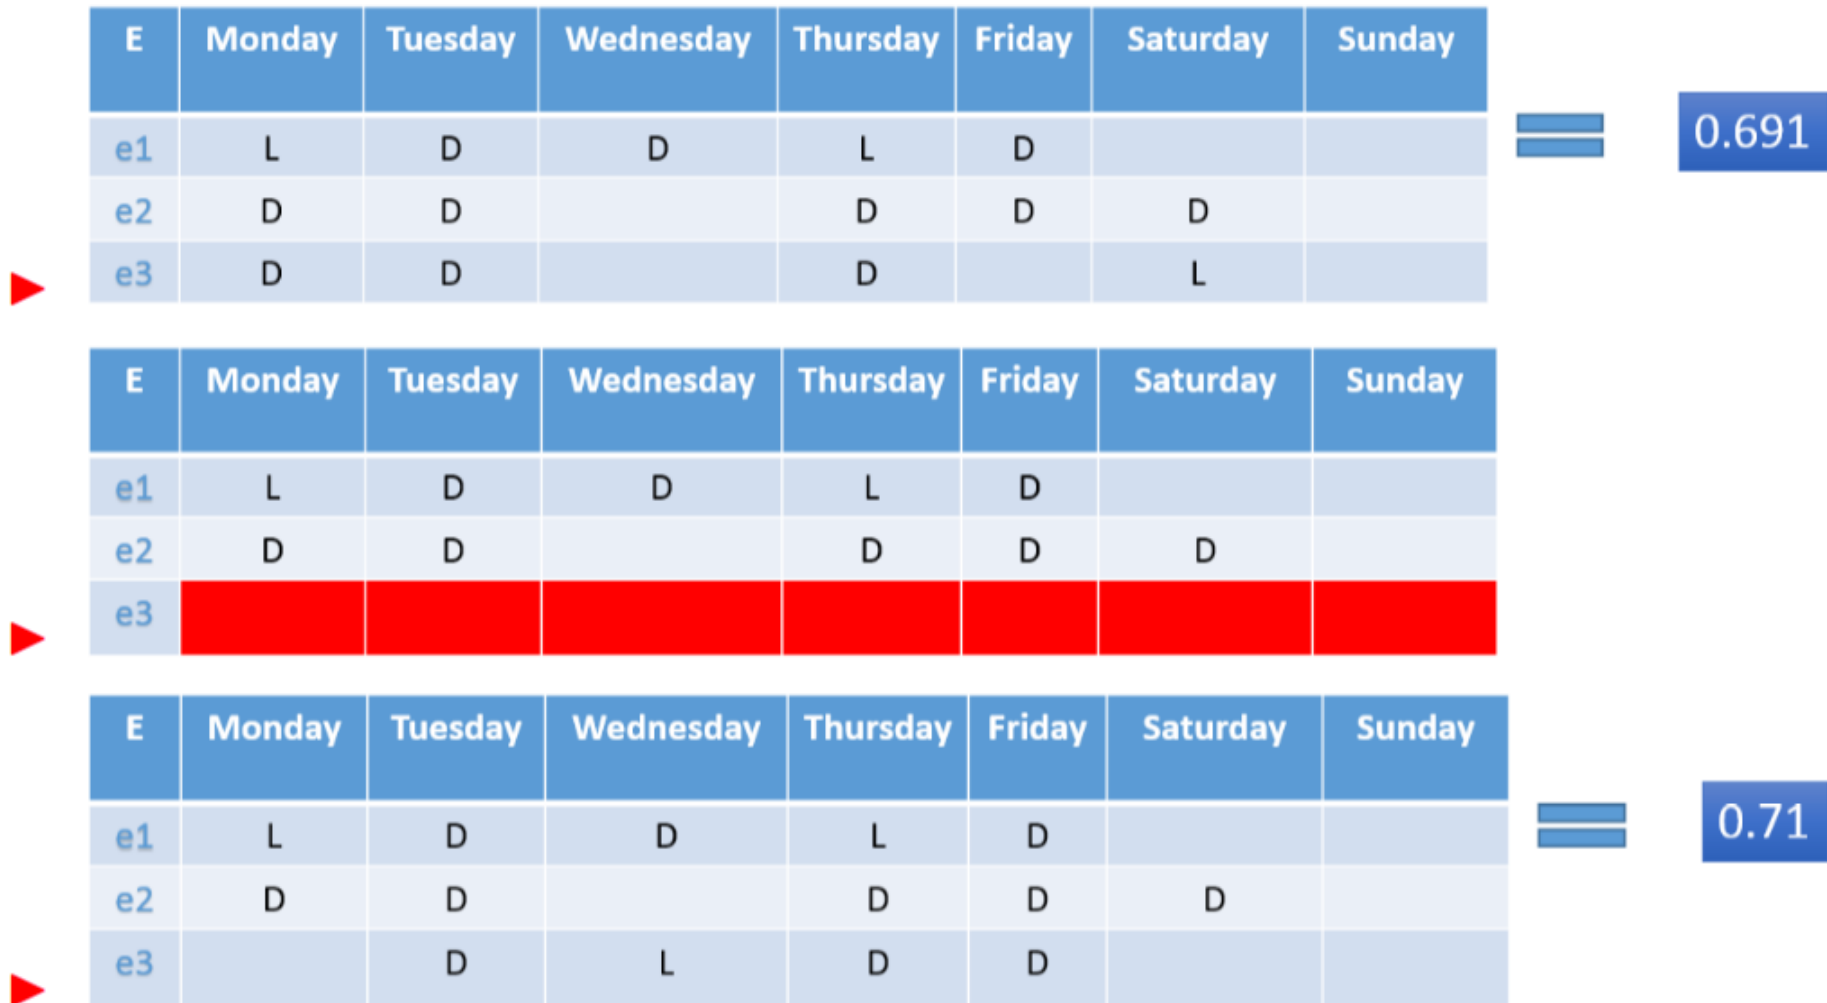 E Monday Tuesday Wednesday Thursday Friday Saturday Sunday
e1 L D D L D
0.691
e2 D D D D D
e3 D D D L
E Monday Tuesday Wednesday Thursday Friday Saturday Sunday
e1 L D D L D
e2 D D D D D
e3
E Monday Tuesday Wednesday Thursday Friday Saturday Sunday
e1 L D D L D
0.71
e2 D D D D D
e3 D L D D